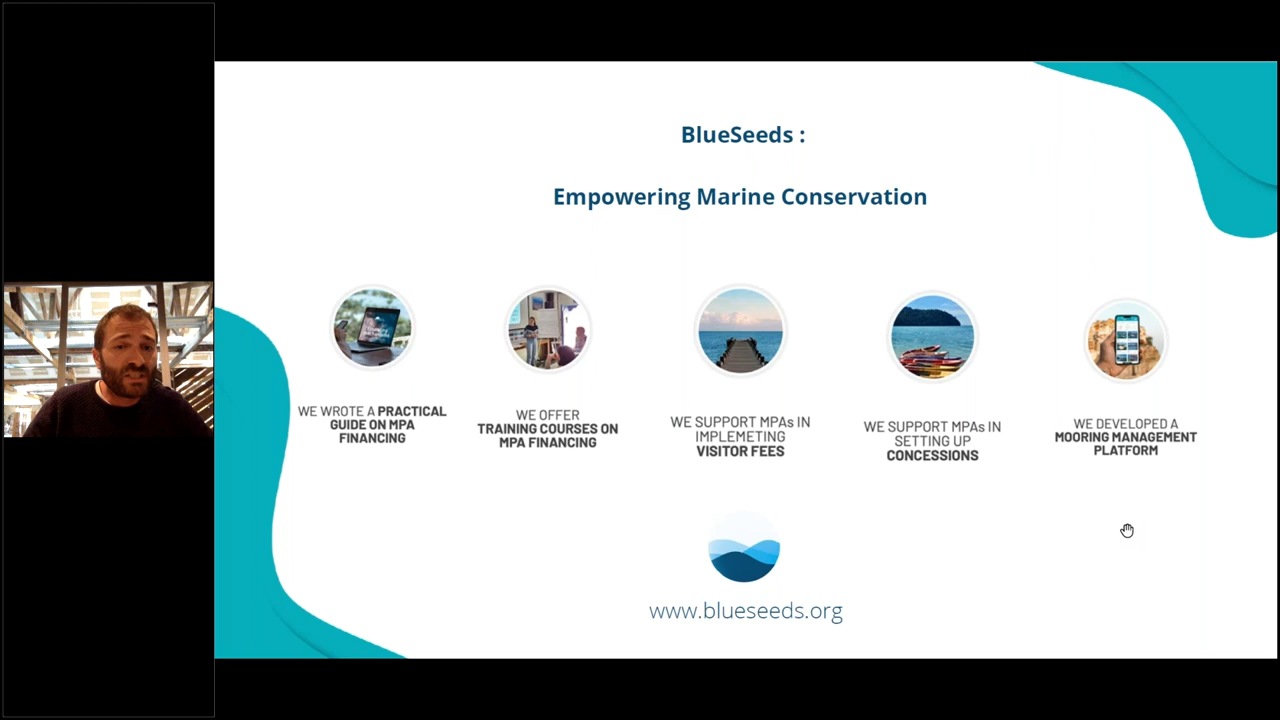 BlueSeeds :
Empowering Marine Conservation
WE WROTE A PRACTICAL
GUIDE ON MPA
FINANCING
WE OFFER
TRAINING COURSES ON
MPA FINANCING
WE SUPPORT MPAs IN
IMPLEMETING
VISITOR FEES
WE SUPPORT MPAs IN
SETTING UP
CONCESSIONS
WE DEVELOPED A
MOORING MANAGEMENT
PLATFORM
www.blueseeds.org